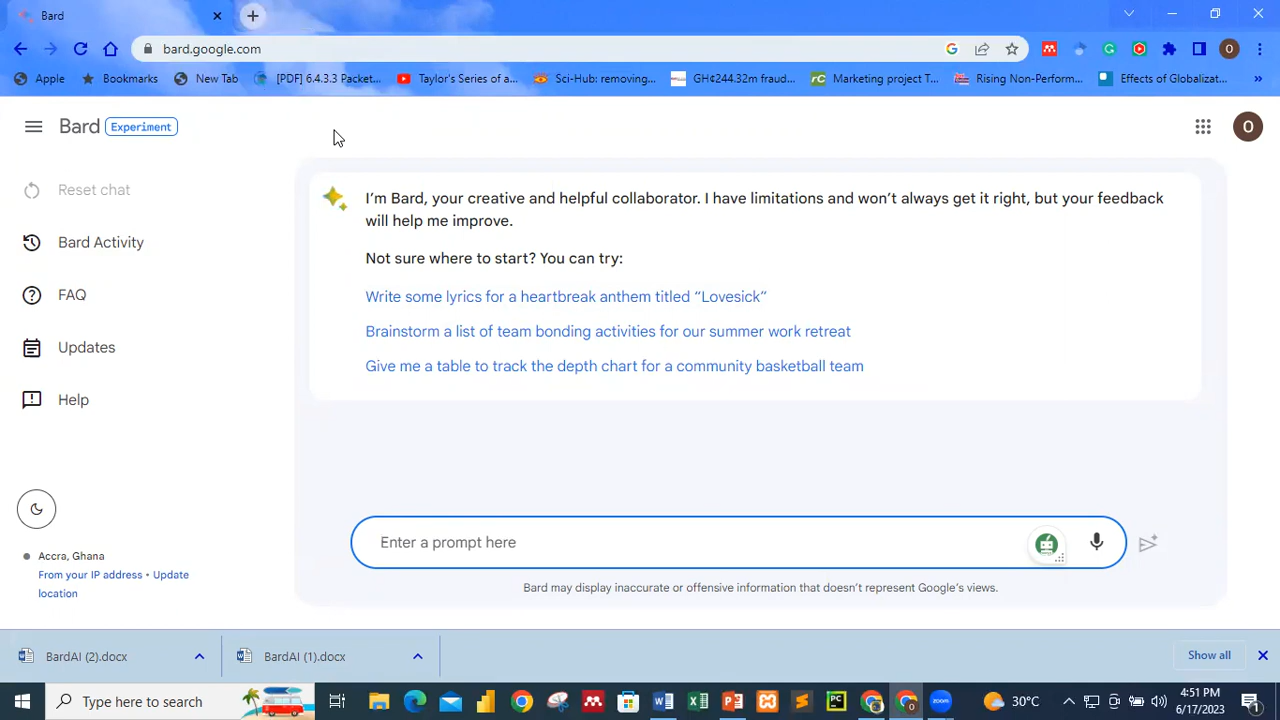 Bard
bard.google.com
Apple
Bookmarks
New Tab
[PDF] 6.4.3.3 Packet...
Taylor's Series of a...
Sci-Hub: removing...
GH¢244.32m fraud...
Marketing project T...
Rising Non-Perform...
Effects of Globalizat...
»
Bard
Experiment
O
Reset chat
Bard Activity
FAQ
Updates
Help
I'm Bard, your creative and helpful collaborator. I have limitations and won't always get it right, but your feedback
will help me improve.
Not sure where to start? You can try:
Write some lyrics for a heartbreak anthem titled “Lovesick”
Brainstorm a list of team bonding activities for our summer work retreat
Give me a table to track the depth chart for a community basketball team
Enter a prompt here
Bard may display inaccurate or offensive information that doesn't represent Google's views.
Accra, Ghana
From your IP address • Update
location
BardAI (2).docx
BardAI (1).docx
Show all
Type here to search
zoom
30°C
4:51 PM
6/17/2023